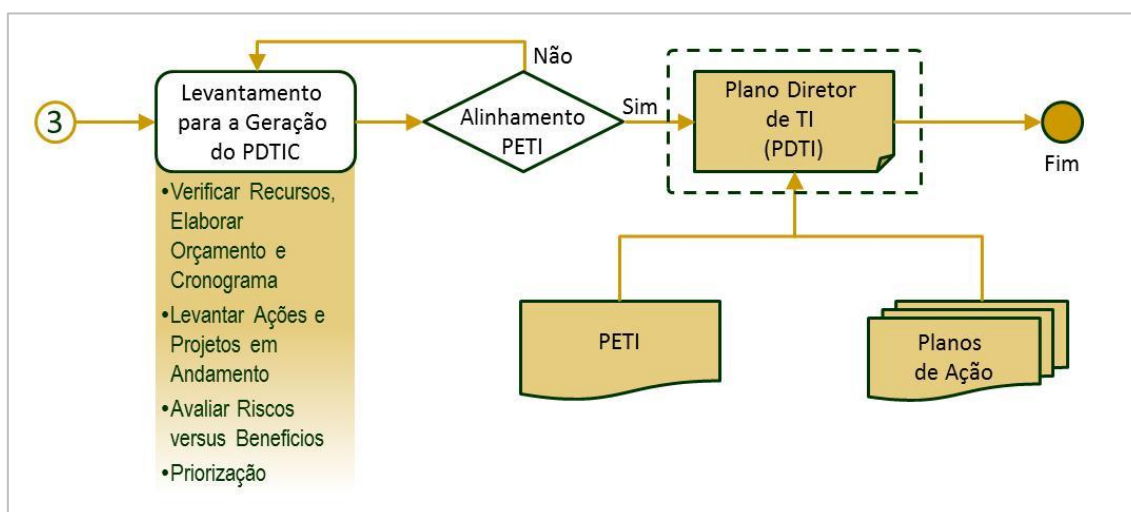 3
Levantamento
para a Geração
do PDTIC
•Verificar Recursos,
Elaborar
Orçamento e
Cronograma
•Levantar Ações e
Projetos em
Andamento
•Avaliar Riscos
versus Benefícios
•Priorização
Não
Alinhamento
PETI
Sim
Plano Diretor
de TI
(PDTI)
Fim
PETI
Planos
de Ação